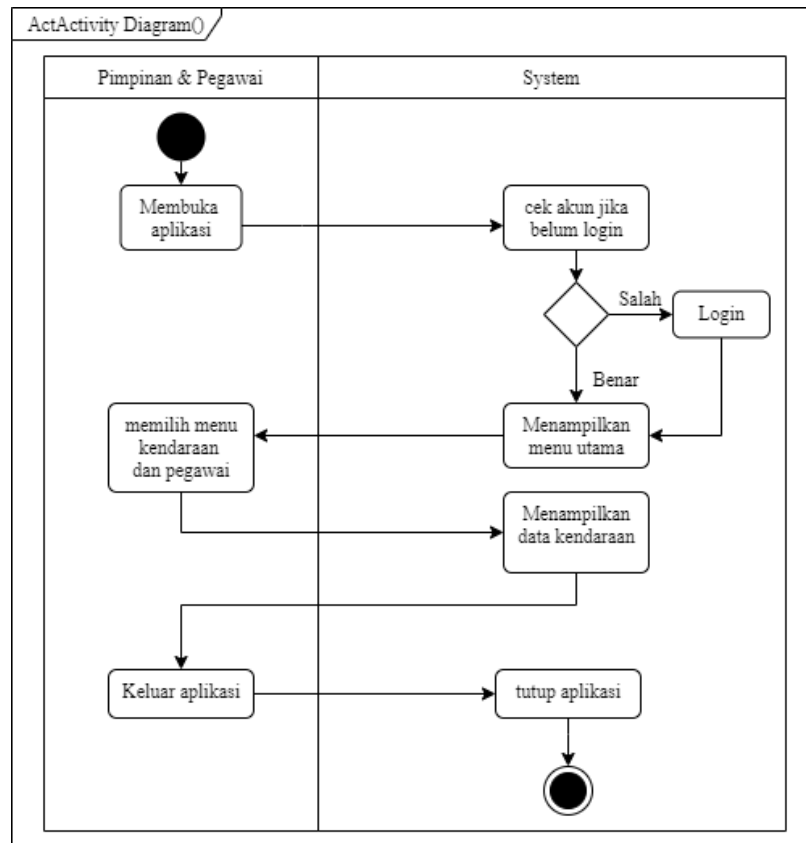 ActActivity Diagram()
Pimpinan & Pegawai
System
Membuka
aplikasi
cek akun jika
belum login
Salah
Login
Benar
Menampilkan
menu utama
memilih menu
kendaraan
dan pegawai
Menampilkan
data kendaraan
Keluar aplikasi
tutup aplikasi